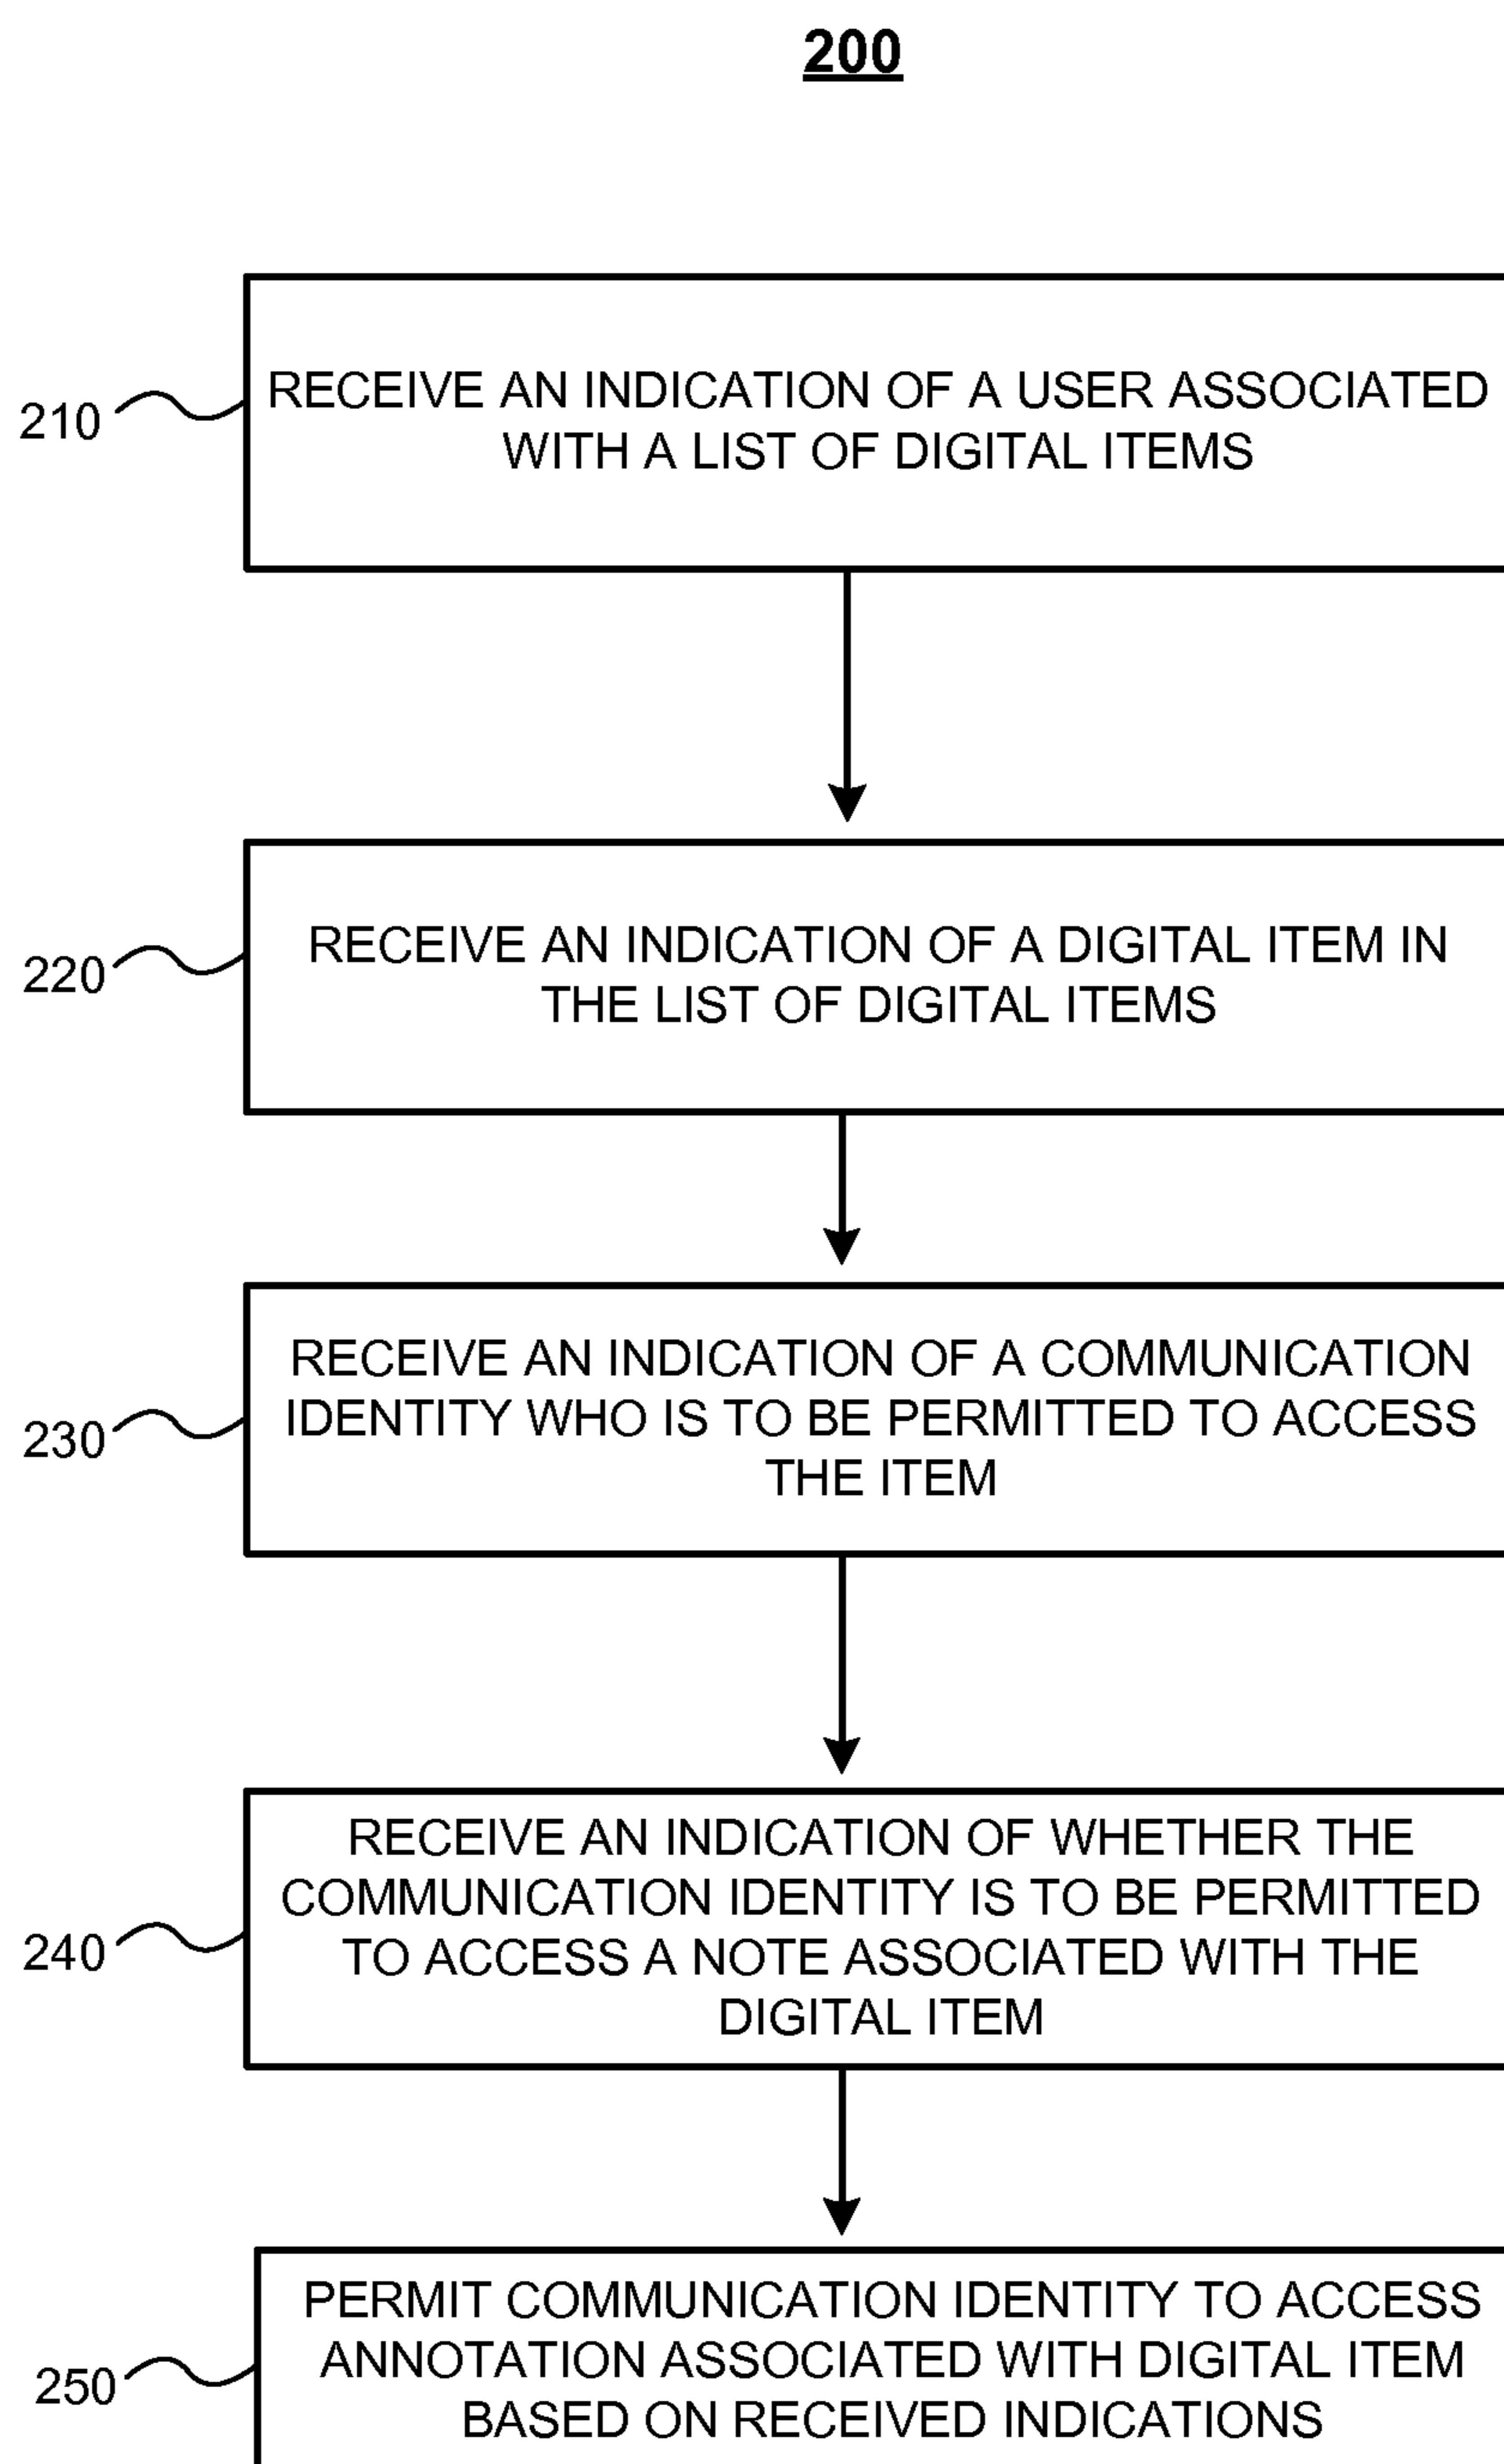 200
210
RECEIVE AN INDICATION OF A USER ASSOCIATED
WITH A LIST OF DIGITAL ITEMS
220
RECEIVE AN INDICATION OF A DIGITAL ITEM IN
THE LIST OF DIGITAL ITEMS
230
RECEIVE AN INDICATION OF A COMMUNICATION
IDENTITY WHO IS TO BE PERMITTED TO ACCESS
THE ITEM
240
RECEIVE AN INDICATION OF WHETHER THE
COMMUNICATION IDENTITY IS TO BE PERMITTED
TO ACCESS A NOTE ASSOCIATED WITH THE
DIGITAL ITEM
250
PERMIT COMMUNICATION IDENTITY TO ACCESS
ANNOTATION ASSOCIATED WITH DIGITAL ITEM
BASED ON RECEIVED INDICATIONS